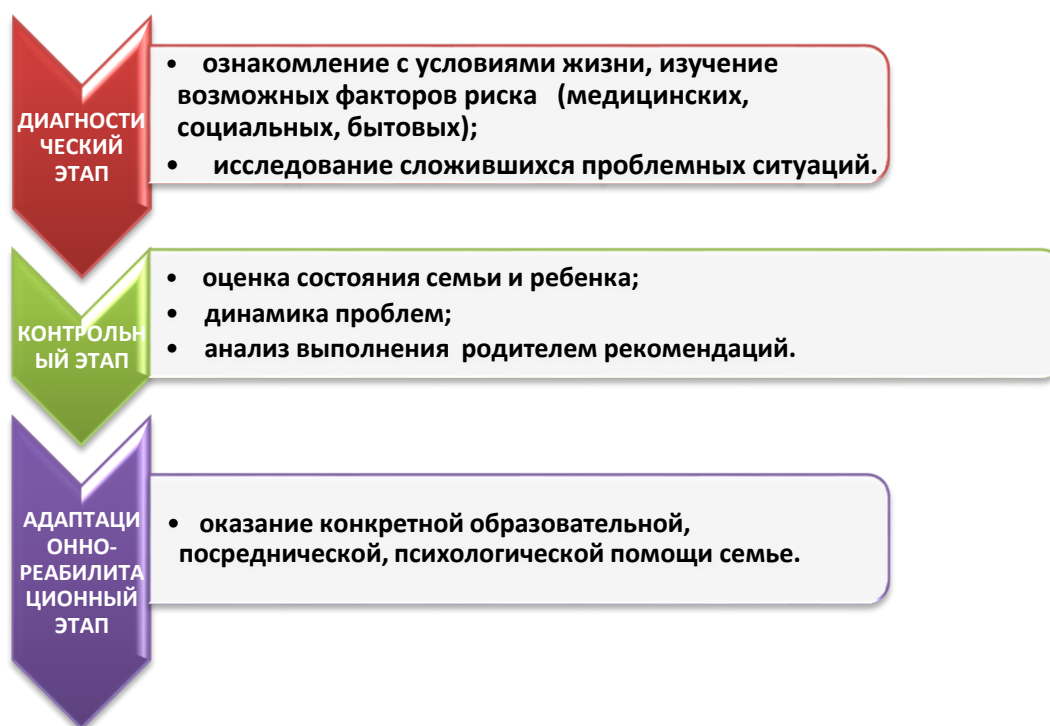 ДИАГНОСТИ
ЧЕСКИЙ
ЭТАП
• ознакомление с условиями жизни, изучение
возможных факторов риска (медицинских,
социальных, бытовых);
• исследование сложившихся проблемных ситуаций.
КОНТРОЛЬН
ЫЙ ЭТАП
• оценка состояния семьи и ребенка;
• динамика проблем;
• анализ выполнения родителем рекомендаций.
АДАПТАЦИ
ОННО-
РЕАБИЛИТА
ЦИОННЫЙ
ЭТАП
• оказание конкретной образовательной,
посреднической, психологической помощи семье.